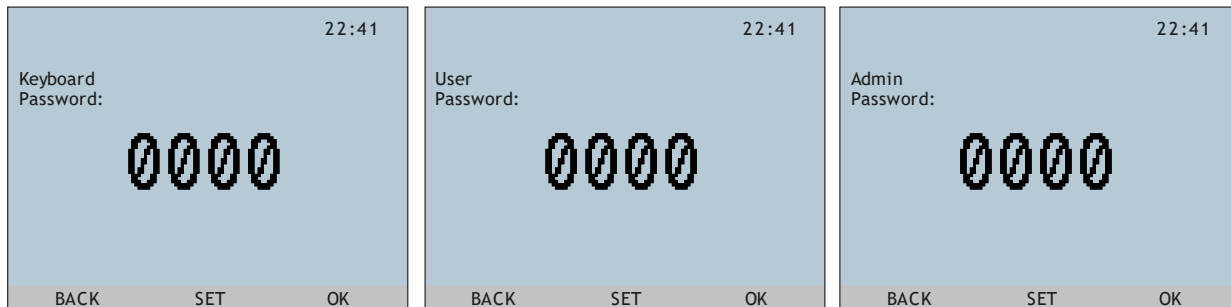 22:41
Keyboard
Password:
0000
BACK SET OK
22:41
User
Password:
0000
BACK SET OK
22:41
Admin
Password:
0000
BACK SET OK